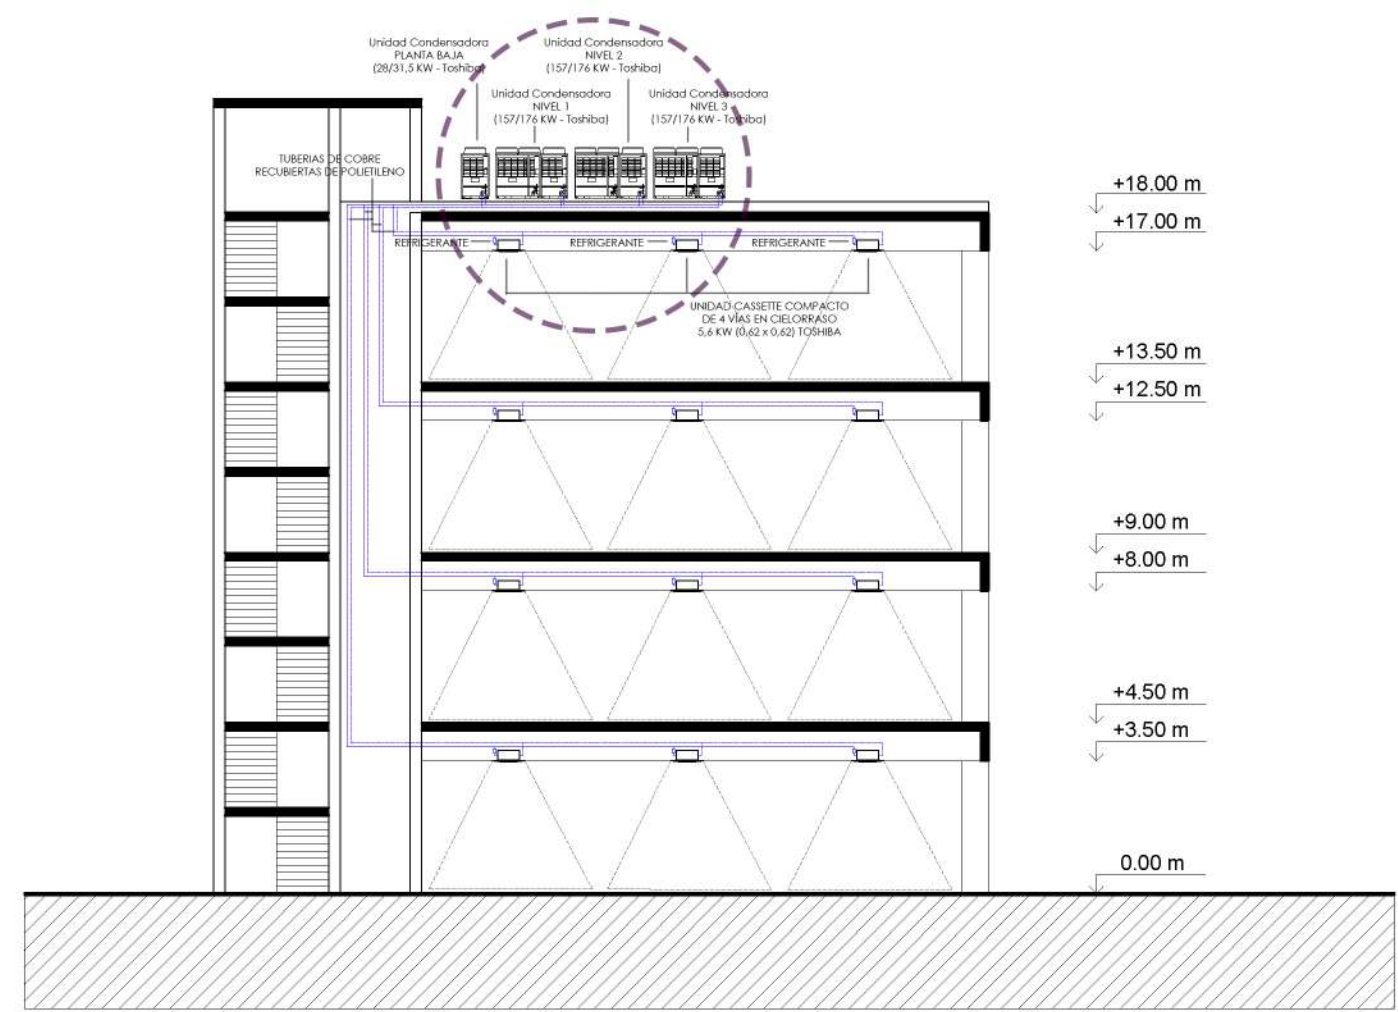 Unidad Condensadora
PLANTA BAJA
(28/31,5 KW - Toshiba)
Unidad Condensadora
NIVEL 2
(157/176 KW - Toshiba)
Unidad Condensadora
NIVEL 1
(157/176 KW - Toshiba)
Unidad Condensadora
NIVEL 3
(157/176 KW - Toshiba)
TUBERIAS DE COBRE
RECUBIERTAS DE POLIETILENO
+18.00 m
+17.00 m
REFRIGERANTE
REFRIGERANTE
REFRIGERANTE
UNIDAD CASSETTE COMPACTO
DE 4 VÍAS EN CIELORRASO
5,6 KW (0,62 x 0,62) TOSHIBA
+13.50 m
+12.50 m
+9.00 m
+8.00 m
+4.50 m
+3.50 m
0.00 m